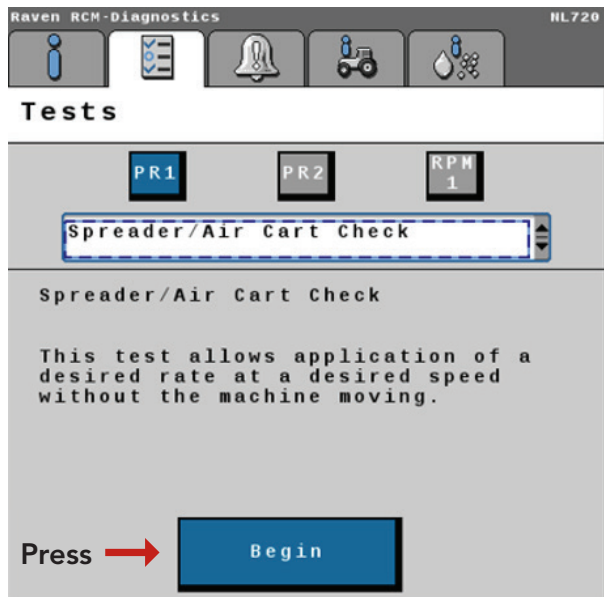 Raven RCM-Diagnostics NL720
Tests
PR1 PR2 RPM
1
Spreader/Air Cart Check
Spreader/Air Cart Check
This test allows application of a
desired rate at a desired speed
without the machine moving.
Press Begin